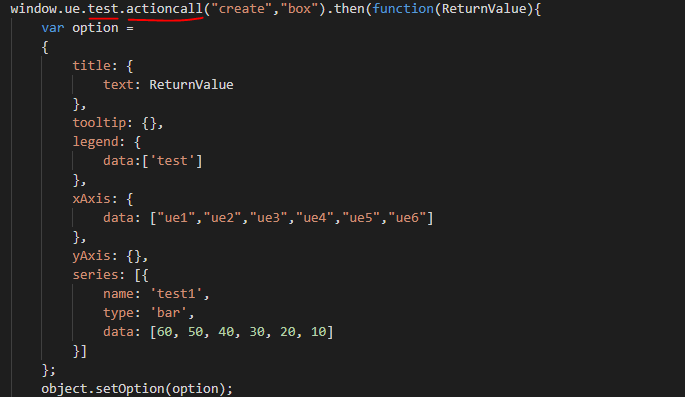 window.ue.test.actioncall("create","box").then(function(ReturnValue){
var option =
{
title: {
text: ReturnValue
},
tooltip: {},
legend: {
data:['test']
},
xAxis: {
data: ["ue1","ue2","ue3","ue4","ue5","ue6"]
},
yAxis: {},
series: [{
name: 'test1',
type: 'bar',
data: [60, 50, 40, 30, 20, 10]
}]
};
object.setOption(option);